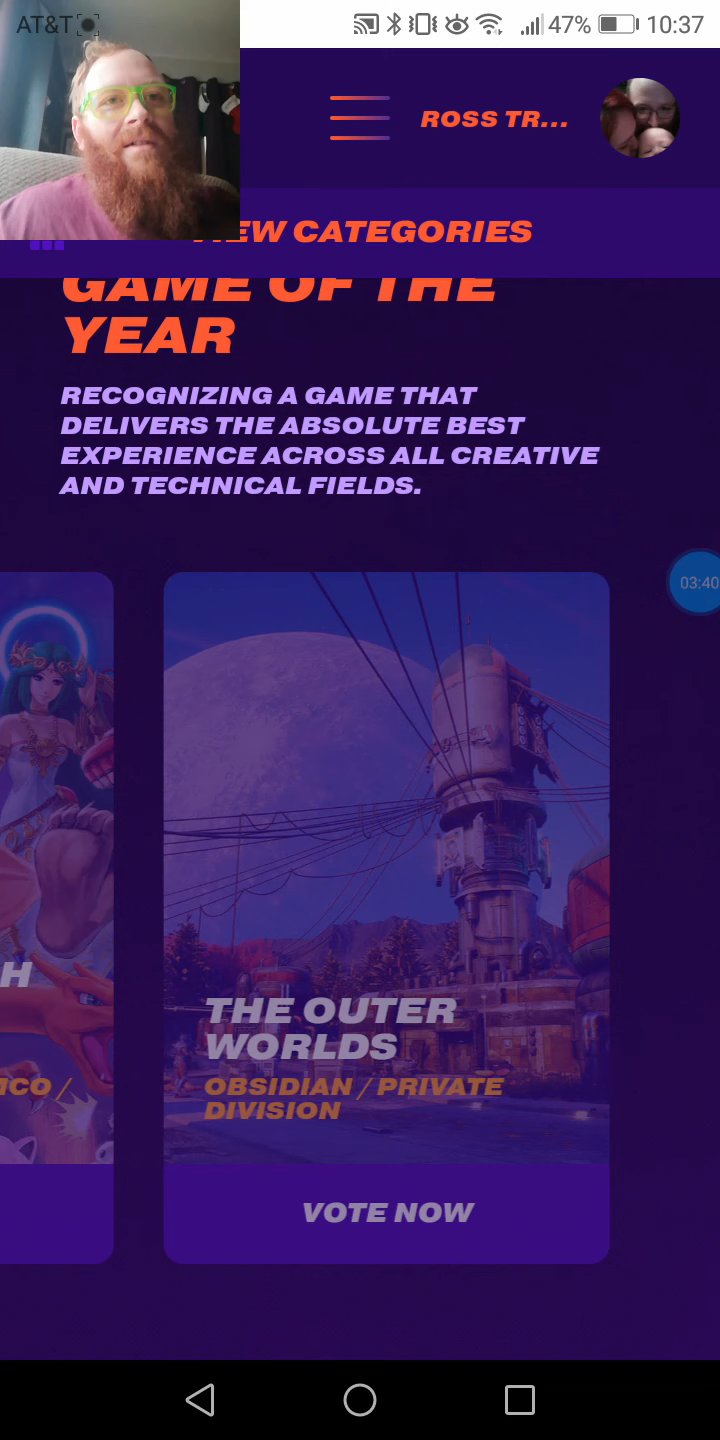 AT&T
47%
10:37
ROSS TR...
VIEW CATEGORIES
GAME OF THE
YEAR
RECOGNIZING A GAME THAT
DELIVERS THE ABSOLUTE BEST
EXPERIENCE ACROSS ALL CREATIVE
AND TECHNICAL FIELDS.
03:40
H
MCO /
THE OUTER
WORLDS
OBSIDIAN / PRIVATE
DIVISION
VOTE NOW